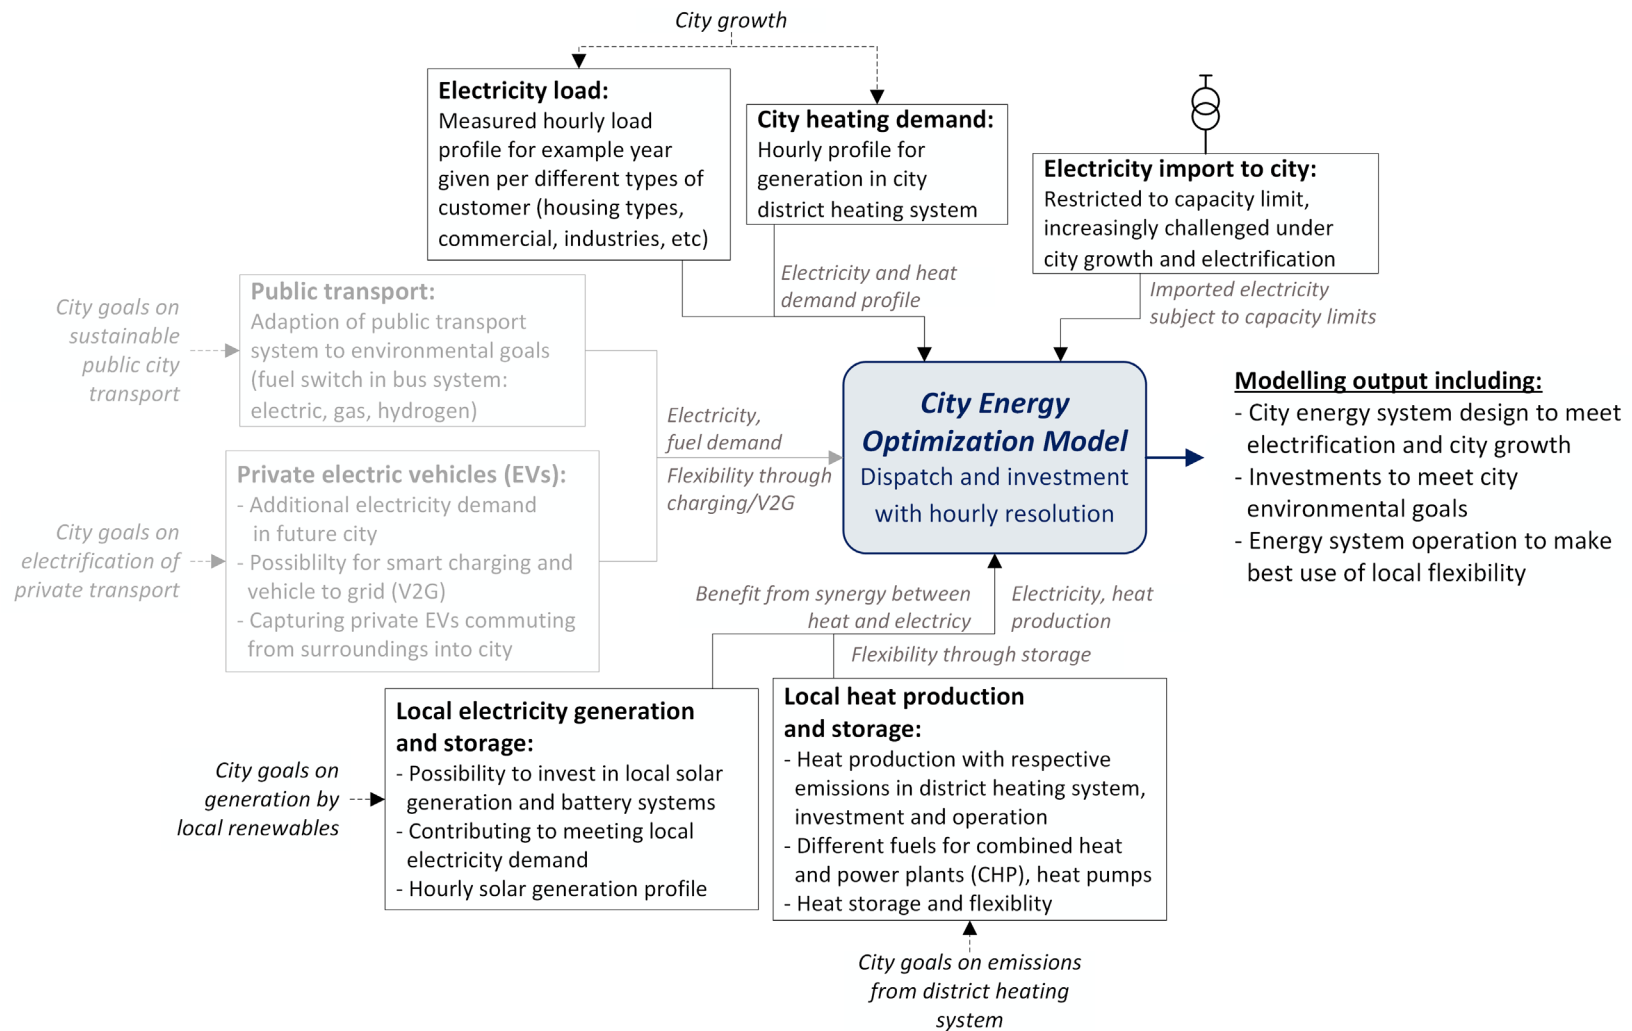 City growth
Electricity load:
Measured hourly load
profile for example year
given per different types of
customer (housing types,
commercial, industries, etc)
City heating demand:
Hourly profile for
generation in city
district heating system
Electricity import to city:
Restricted to capacity limit,
increasingly challenged under
city growth and electrification
Electricity and heat
demand profile
Imported electricity
subject to capacity limits
City goals on
sustainable
public city
transport
Public transport:
Adaption of public transport
system to environmental goals
(fuel switch in bus system:
electric, gas, hydrogen)
City goals on
electrification of
private transport
Private electric vehicles (EVs):
- Additional electricity demand
in future city
- Possiblilty for smart charging and
vehicle to grid (V2G)
- Capturing private EVs commuting
from surroundings into city
Electricity,
fuel demand
Flexibility through
charging/V2G
City Energy
Optimization Model
Dispatch and investment
with hourly resolution
Modelling output including:
- City energy system design to meet
electrification and city growth
- Investments to meet city
environmental goals
- Energy system operation to make
best use of local flexibility
Benefit from synergy between
heat and electricy
Electricity, heat
production
Flexibility through storage
City goals on
generation by
local renewables
Local electricity generation
and storage:
- Possibility to invest in local solar
generation and battery systems
- Contributing to meeting local
electricity demand
- Hourly solar generation profile
Local heat production
and storage:
- Heat production with respective
emissions in district heating system,
investment and operation
- Different fuels for combined heat
and power plants (CHP), heat pumps
- Heat storage and flexiblity
City goals on emissions
from district heating
system